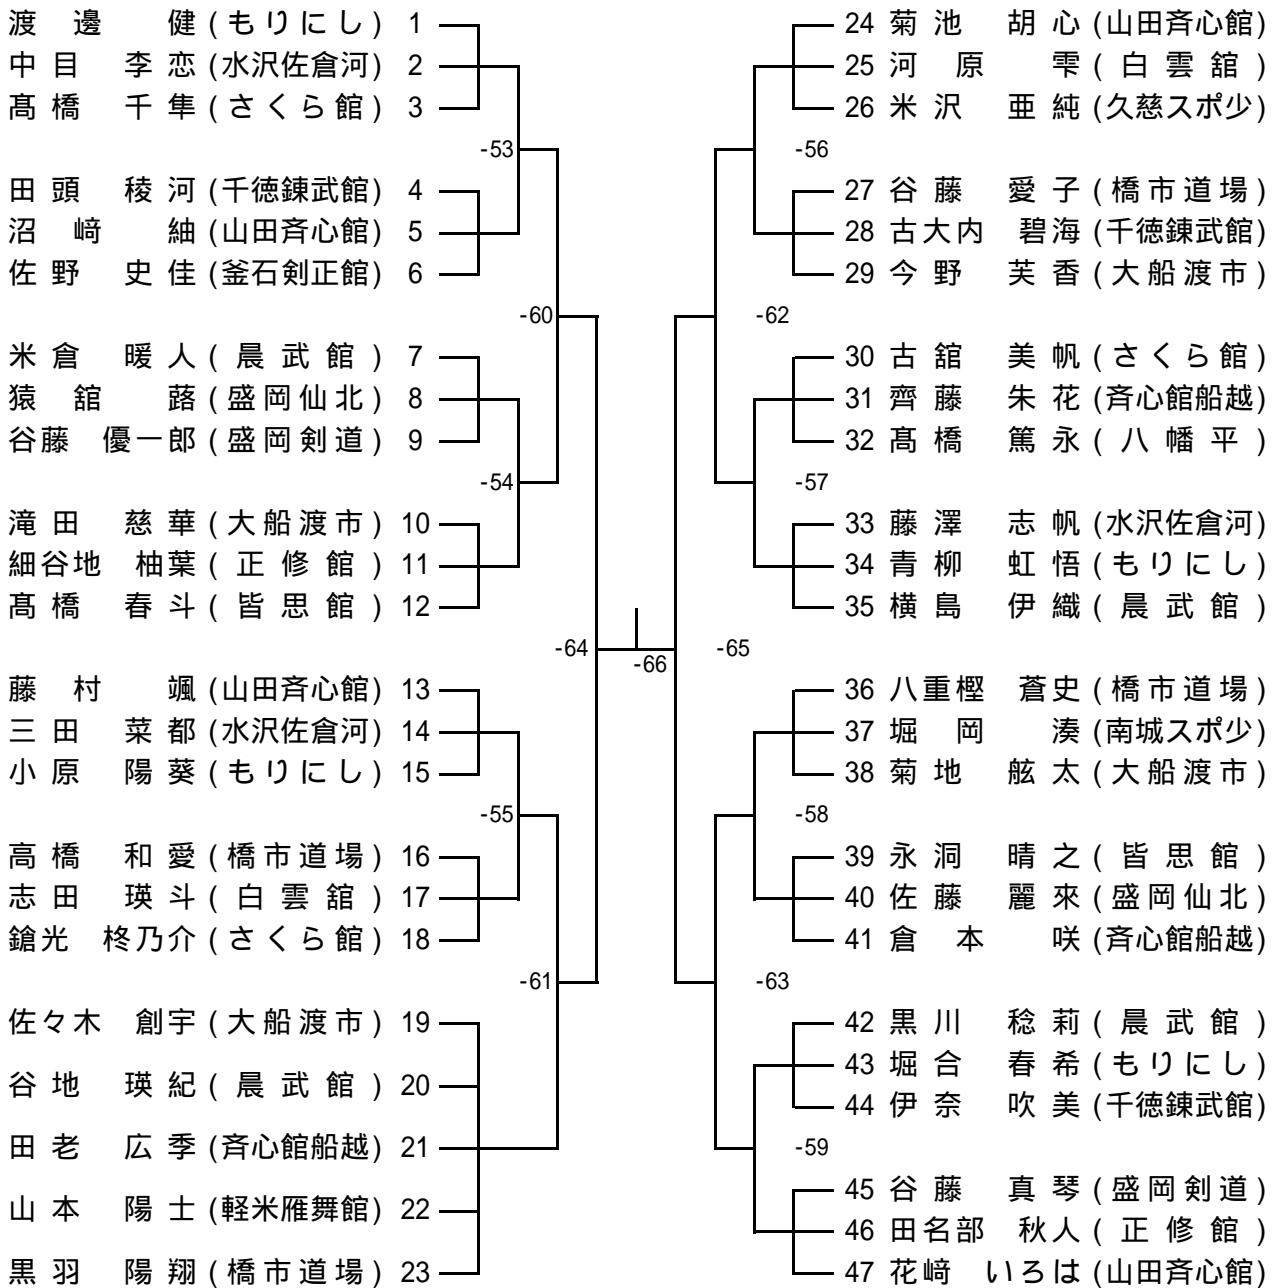 渡邊 健 (もりにし) 1
中目 李恋 (水沢佐倉河) 2
髙橋 千隼 (さくら館) 3
-53
田頭 稜河 (千徳錬武館) 4
沼﨑 紬 (山田斉心館) 5
佐野 史佳 (釜石剣正館) 6
-60
米倉 暖人 (晨武館) 7
猿舘 蕗 (盛岡仙北) 8
谷藤 優一郎 (盛岡剣道) 9
-54
滝田 慈華 (大船渡市) 10
細谷地 柚葉 (正修館) 11
髙橋 春斗 (皆思館) 12
-64
藤村 颯 (山田斉心館) 13
三田 菜都 (水沢佐倉河) 14
小原 陽葵 (もりにし) 15
-55
高橋 和愛 (橋市道場) 16
志田 瑛斗 (白雲舘) 17
鎗光 柊乃介 (さくら館) 18
-61
佐々木 創宇 (大船渡市) 19
谷地 瑛紀 (晨武館) 20
田老 広季 (斉心館船越) 21
山本 陽士 (軽米雁舞館) 22
黒羽 陽翔 (橋市道場) 23
-66
24 菊池 胡心 (山田斉心館)
25 河原 雫 (白雲舘)
26 米沢 亜純 (久慈スポ少)
-56
27 谷藤 愛子 (橋市道場)
28 古大内 碧海 (千徳錬武館)
29 今野 芙香 (大船渡市)
-62
30 古舘 美帆 (さくら館)
31 齊藤 朱花 (斉心館船越)
32 髙橋 篤永 (八幡平)
-57
33 藤澤 志帆 (水沢佐倉河)
34 青柳 虹悟 (もりにし)
35 横島 伊織 (晨武館)
-65
36 八重樫 蒼史 (橋市道場)
37 堀岡 湊 (南城スポ少)
38 菊地 舷太 (大船渡市)
-58
39 永洞 晴之 (皆思館)
40 佐藤 麗來 (盛岡仙北)
41 倉本 咲 (斉心館船越)
-63
42 黒川 稔莉 (晨武館)
43 堀合 春希 (もりにし)
44 伊奈 吹美 (千徳錬武館)
-59
45 谷藤 真琴 (盛岡剣道)
46 田名部 秋人 (正修館)
47 花﨑 いろは (山田斉心館)